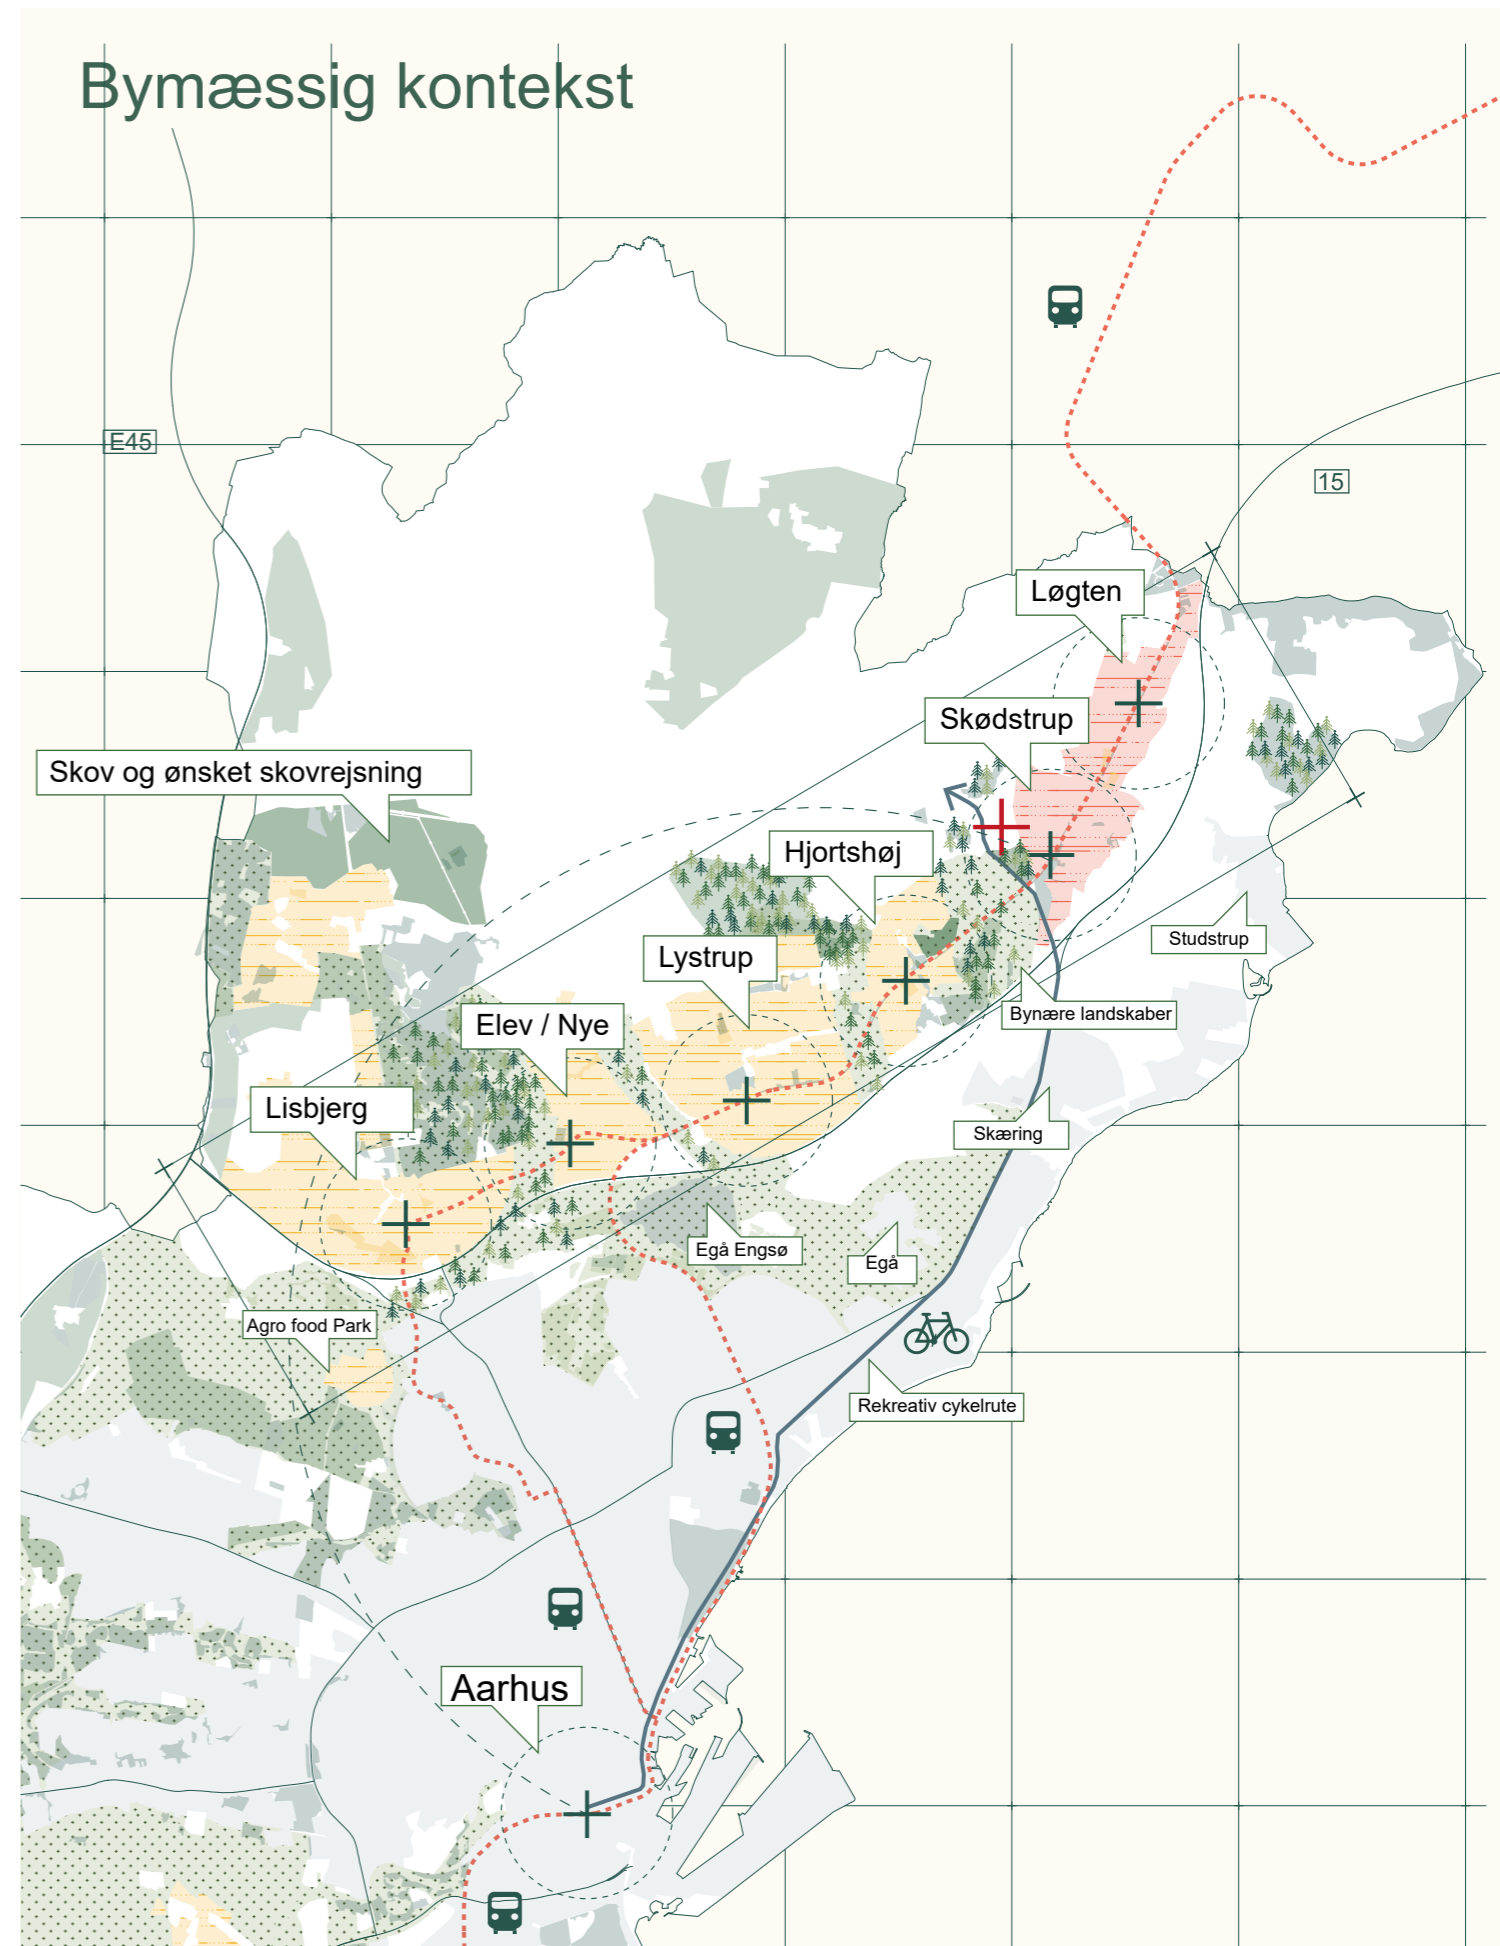 Bymæssig kontekst
E45
15
Løgten
Skødstrup
Skov og ønsket skovrejsning
Hjortshøj
Studstrup
Lystrup
Bynære landskaber
Elev / Nye
Lisbjerg
Skæring
Egå Engsø
Egå
Agro food Park
Rekreativ cykelrute
Aarhus